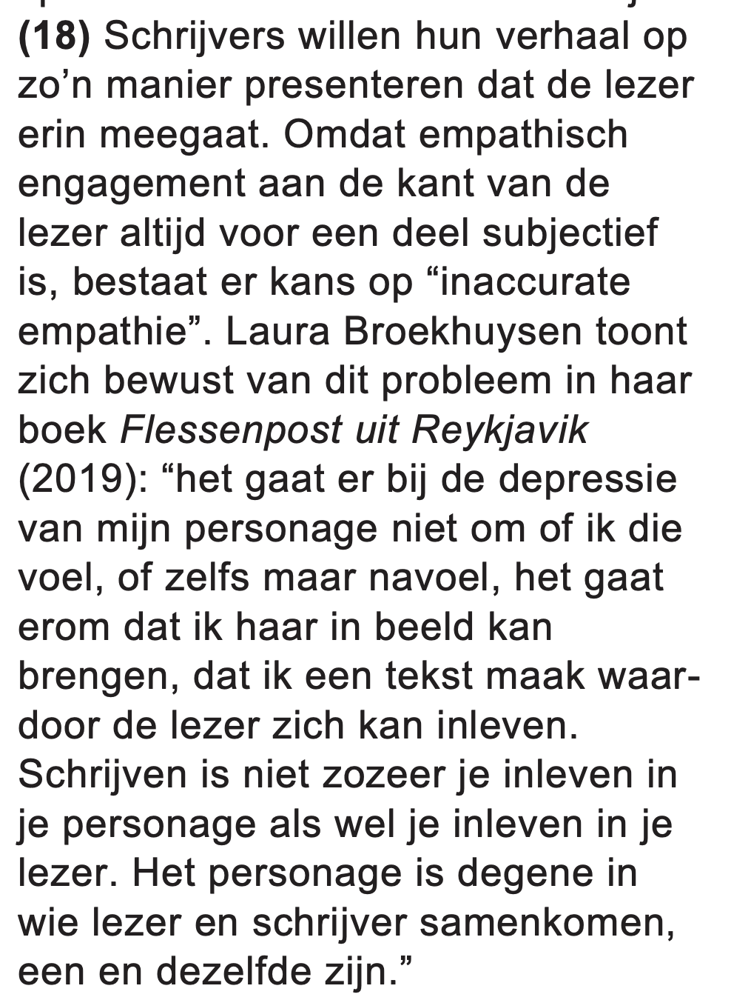 (18) Schrijvers willen hun verhaal op
zo’n manier presenteren dat de lezer
erin meegaat. Omdat empathisch
engagement aan de kant van de
lezer altijd voor een deel subjectief
is, bestaat er kans op “inaccurate
empathie”. Laura Broekhuysen toont
zich bewust van dit probleem in haar
boek Flessenpost uit Reykjavik
(2019): “het gaat er bij de depressie
van mijn personage niet om of ik die
voel, of zelfs maar navoel, het gaat
erom dat ik haar in beeld kan
brengen, dat ik een tekst maak waar-
door de lezer zich kan inleven.
Schrijven is niet zozeer je inleven in
je personage als wel je inleven in je
lezer. Het personage is degene in
wie lezer en schrijver samenkomen,
een en dezelfde zijn.”